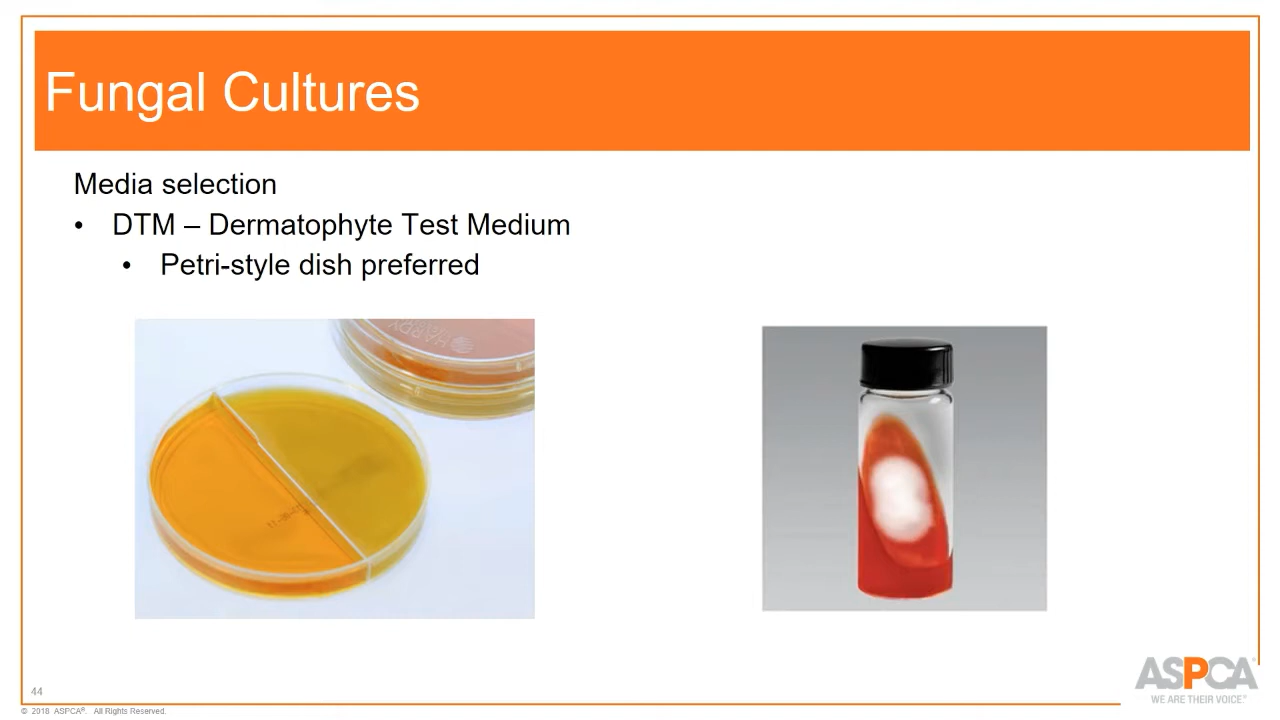 Fungal Cultures
Media selection
• DTM – Dermatophyte Test Medium
• Petri-style dish preferred
HARDY
44
© 2018 ASPCA®. All Rights Reserved.
ASPCA®
WE ARE THEIR VOICE.®